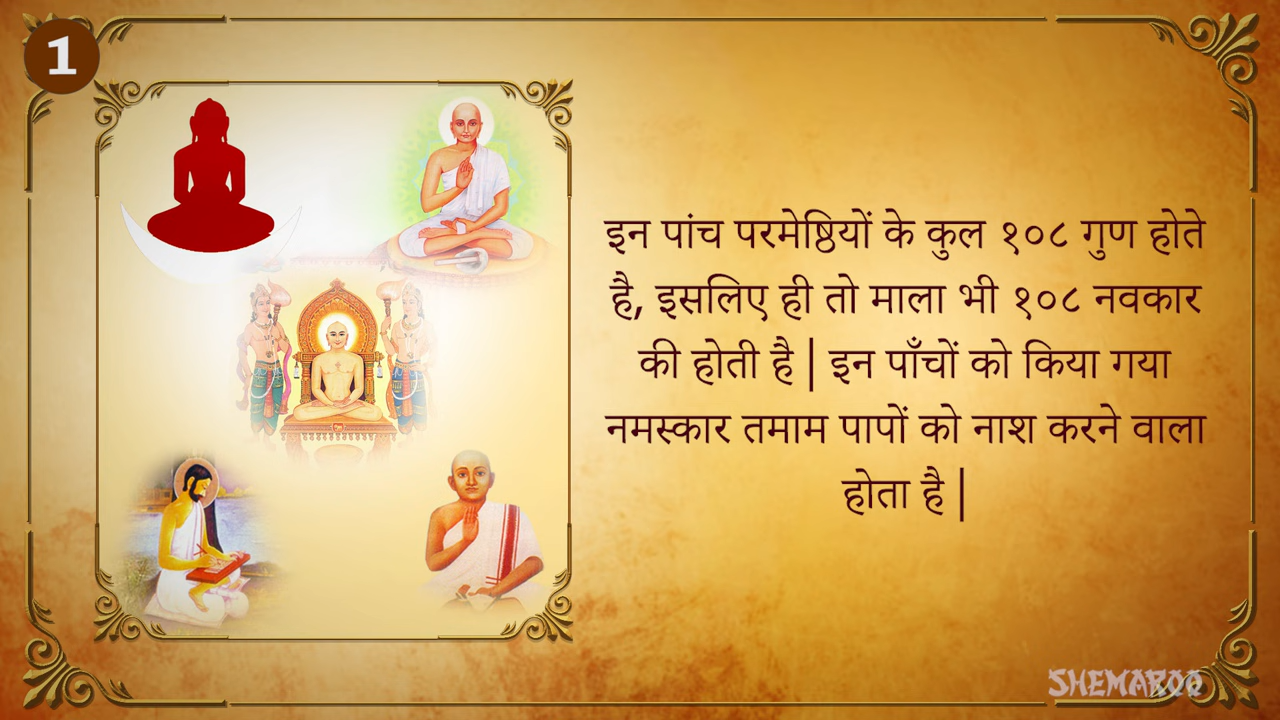 1
इन पांच परमेष्ठियों के कुल १०८ गुण होते
है, इसलिए ही तो माला भी १०८ नवकार
की होती है | इन पाँचों को किया गया
नमस्कार तमाम पापों को नाश करने वाला
होता है |
SHEMAROO